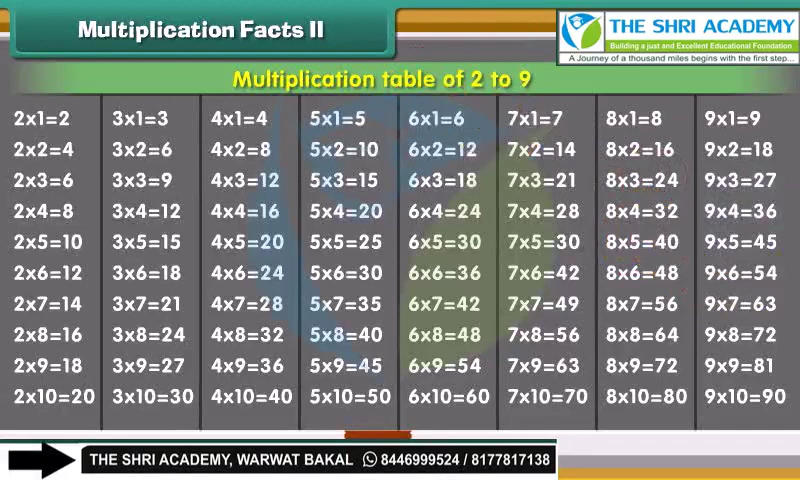 Multiplication Facts II
THE SHRI ACADEMY
Building a just and Excellent Educational Foundation
A Journey of a thousand miles begins with the first step...
Multiplication table of 2 to 9
2x1=2 3x1=3 4x1=4 5x1=5 6x1=6 7x1=7 8x1=8 9x1=9
2x2=4 3x2=6 4x2=8 5x2=10 6x2=12 7x2=14 8x2=16 9x2=18
2x3=6 3x3=9 4x3=12 5x3=15 6x3=18 7x3=21 8x3=24 9x3=27
2x4=8 3x4=12 4x4=16 5x4=20 6x4=24 7x4=28 8x4=32 9x4=36
2x5=10 3x5=15 4x5=20 5x5=25 6x5=30 7x5=30 8x5=40 9x5=45
2x6=12 3x6=18 4x6=24 5x6=30 6x6=36 7x6=42 8x6=48 9x6=54
2x7=14 3x7=21 4x7=28 5x7=35 6x7=42 7x7=49 8x7=56 9x7=63
2x8=16 3x8=24 4x8=32 5x8=40 6x8=48 7x8=56 8x8=64 9x8=72
2x9=18 3x9=27 4x9=36 5x9=45 6x9=54 7x9=63 8x9=72 9x9=81
2x10=20 3x10=30 4x10=40 5x10=50 6x10=60 7x10=70 8x10=80 9x10=90
THE SHRI ACADEMY, WARWAT BAKAL 8446999524 / 8177817138